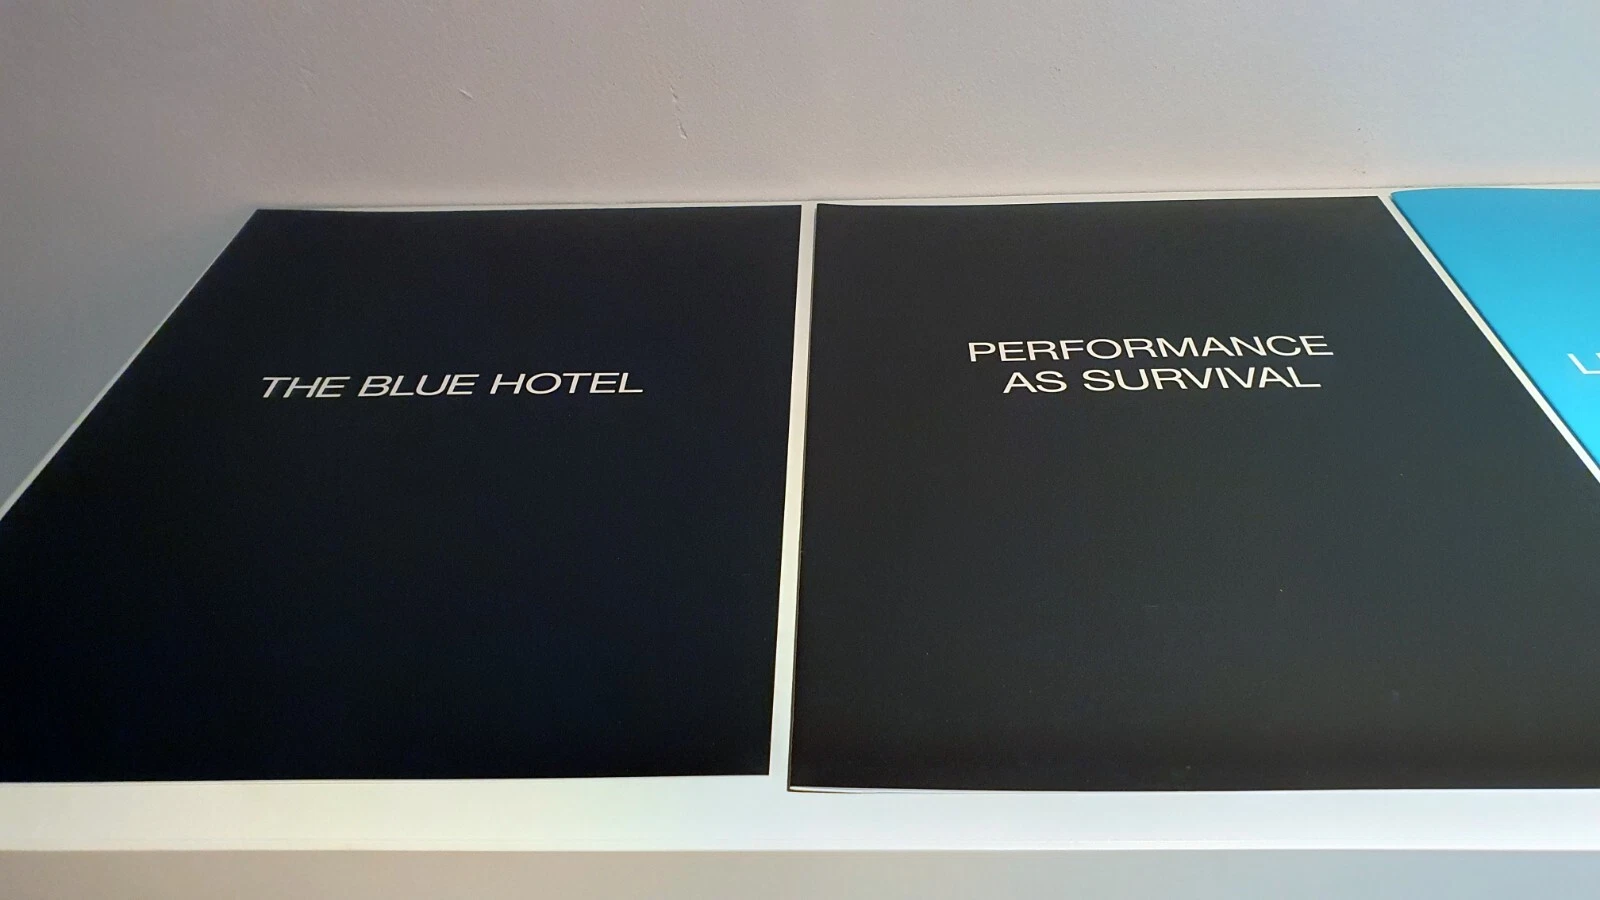 THE BLUE HOTEL
PERFORMANCE
AS SURVIVAL